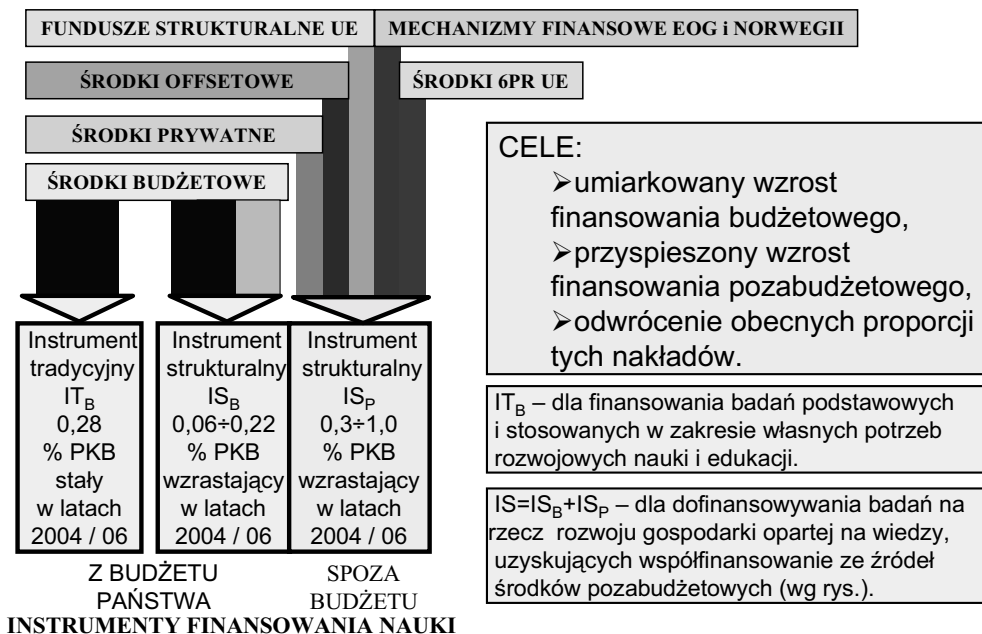 FUNDUSZE STRUKTURALNE UE
MECHANIZMY FINANSOWE EOG i NORWEGII
ŚRODKI OFFSETOWE
ŚRODKI 6PR UE
ŚRODKI PRYWATNE
ŚRODKI BUDŻETOWE
Instrument
tradycyjny
IT_B
0,28
% PKB
stały
w latach
2004 / 06
Instrument
strukturalny
IS_B
0,06÷0,22
% PKB
wzrastający
w latach
2004 / 06
Instrument
strukturalny
IS_P
0,3÷1,0
% PKB
wzrastający
w latach
2004 / 06
Z BUDŻETU
PAŃSTWA
SPOZA
BUDŻETU
INSTRUMENTY FINANSOWANIA NAUKI
CELE:
➢umiarkowany wzrost
finansowania budżetowego,
➢przyspieszony wzrost
finansowania pozabudżetowego,
➢odwrócenie obecnych proporcji
tych nakładów.
IT_B – dla finansowania badań podstawowych
i stosowanych w zakresie własnych potrzeb
rozwojowych nauki i edukacji.
IS=IS_B+IS_P – dla dofinansowywania badań na
rzecz rozwoju gospodarki opartej na wiedzy,
uzyskujących współfinansowanie ze źródeł
środków pozabudżetowych (wg rys.).